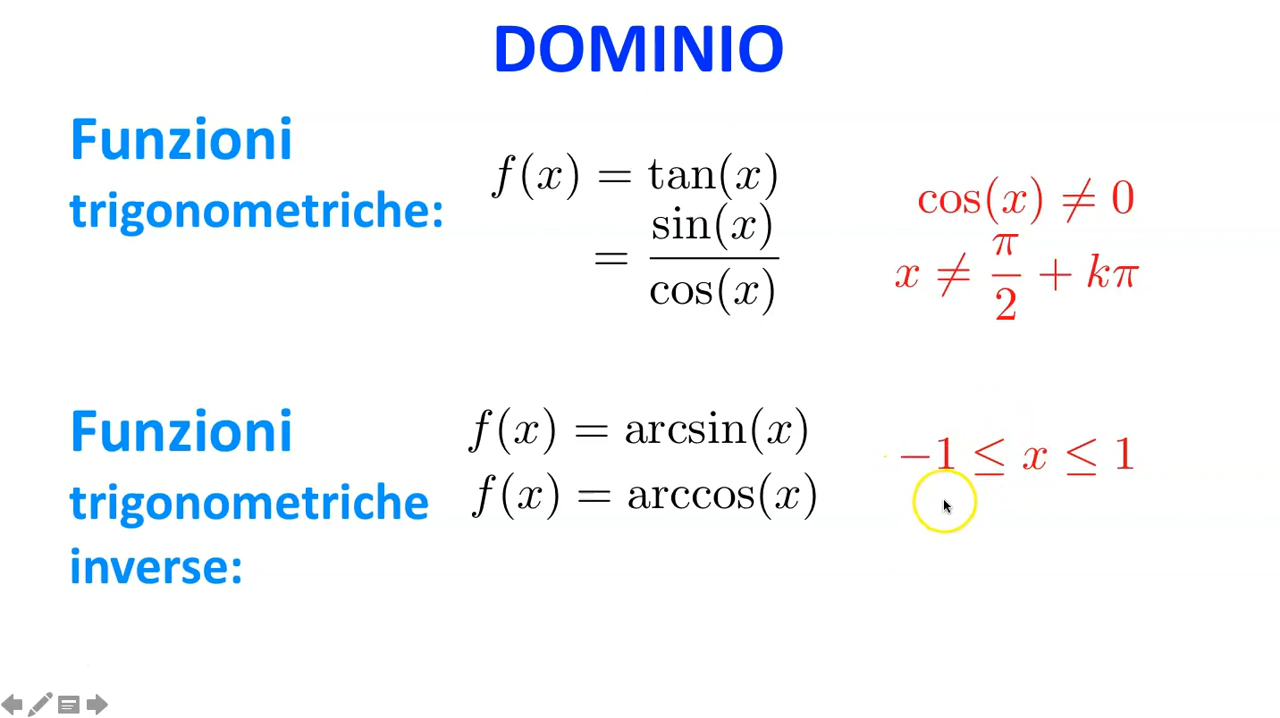 DOMINIO
Funzioni
trigonometriche:
f(x) = tan(x)
= sin(x)/cos(x)
cos(x) ≠ 0
x ≠ π/2 + kπ
Funzioni
trigonometriche
inverse:
f(x) = arcsin(x)
f(x) = arccos(x)
−1 ≤ x ≤ 1